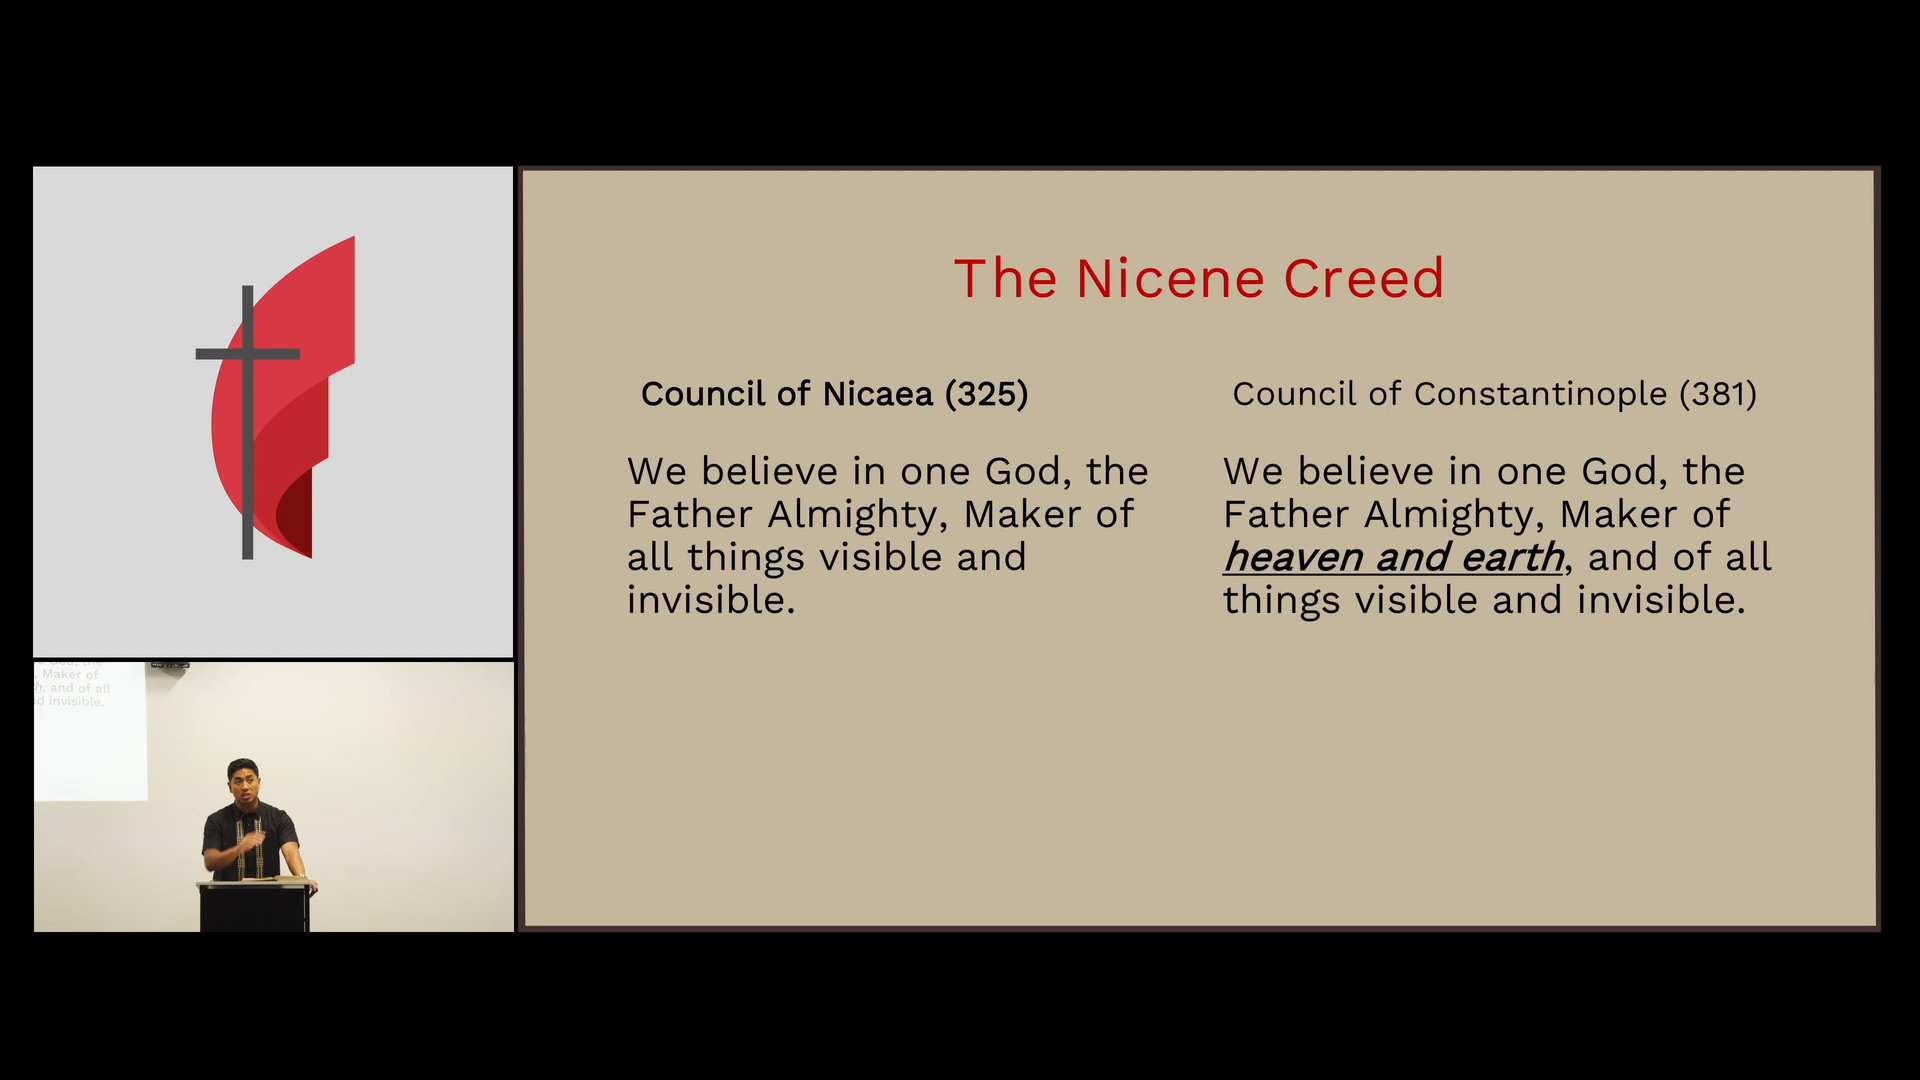 The Nicene Creed
Council of Nicaea (325)
We believe in one God, the
Father Almighty, Maker of
all things visible and
invisible.
Council of Constantinople (381)
We believe in one God, the
Father Almighty, Maker of
heaven and earth, and of all
things visible and invisible.
God, the
, Maker of
h, and of all
d invisible.